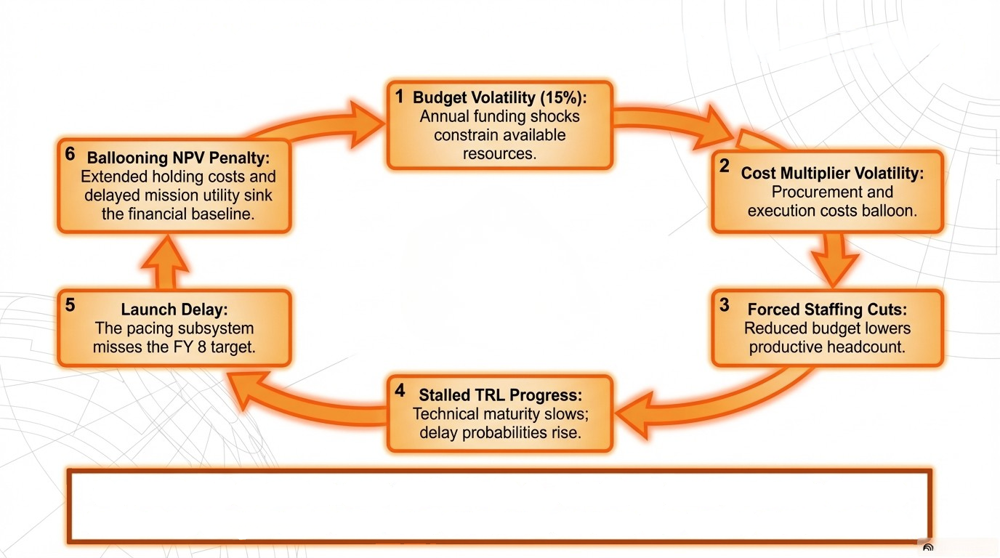 1 Budget Volatility (15%):
Annual funding shocks
constrain available
resources.
2 Cost Multiplier Volatility:
Procurement and
execution costs balloon.
3 Forced Staffing Cuts:
Reduced budget lowers
productive headcount.
4 Stalled TRL Progress:
Technical maturity slows;
delay probabilities rise.
5 Launch Delay:
The pacing subsystem
misses the FY 8 target.
6 Ballooning NPV Penalty:
Extended holding costs and
delayed mission utility sink
the financial baseline.